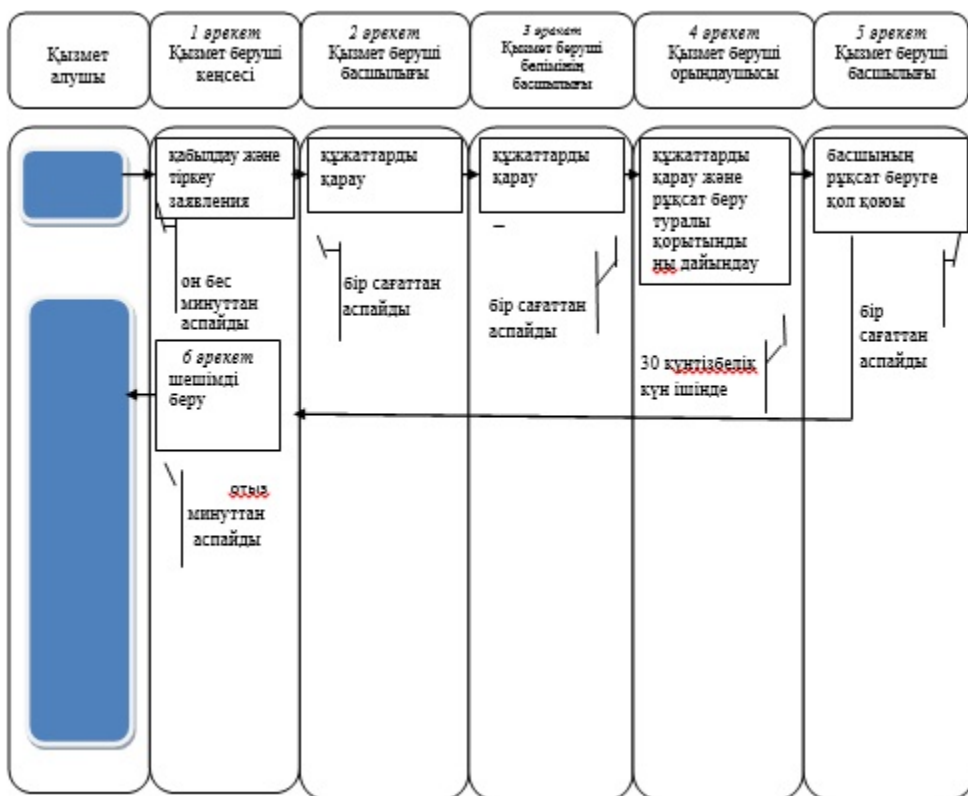 Қызмет
алушы
1 әрекет
Қызмет беруші
кеңсесі
2 әрекет
Қызмет беруші
басшылығы
3 әрекет
Қызмет беруші
бөлімінің
басшылығы
4 әрекет
Қызмет беруші
орындаушысы
5 әрекет
Қызмет беруші
басшылығы
қабылдау және
тіркеу
заявления
құжаттарды
қарау
құжаттарды
қарау
құжаттарды
қарау және
рұқсат беру
туралы
қорытынды
ны дайындау
басшының
рұқсат беруге
қол қоюы
он бес
минуттан
аспайды
бір сағаттан
аспайды
бір сағаттан
аспайды
30 күнтізбелік
күн ішінде
бір
сағаттан
аспайды
6 әрекет
шешімді
беру
отыз
минуттан
аспайды